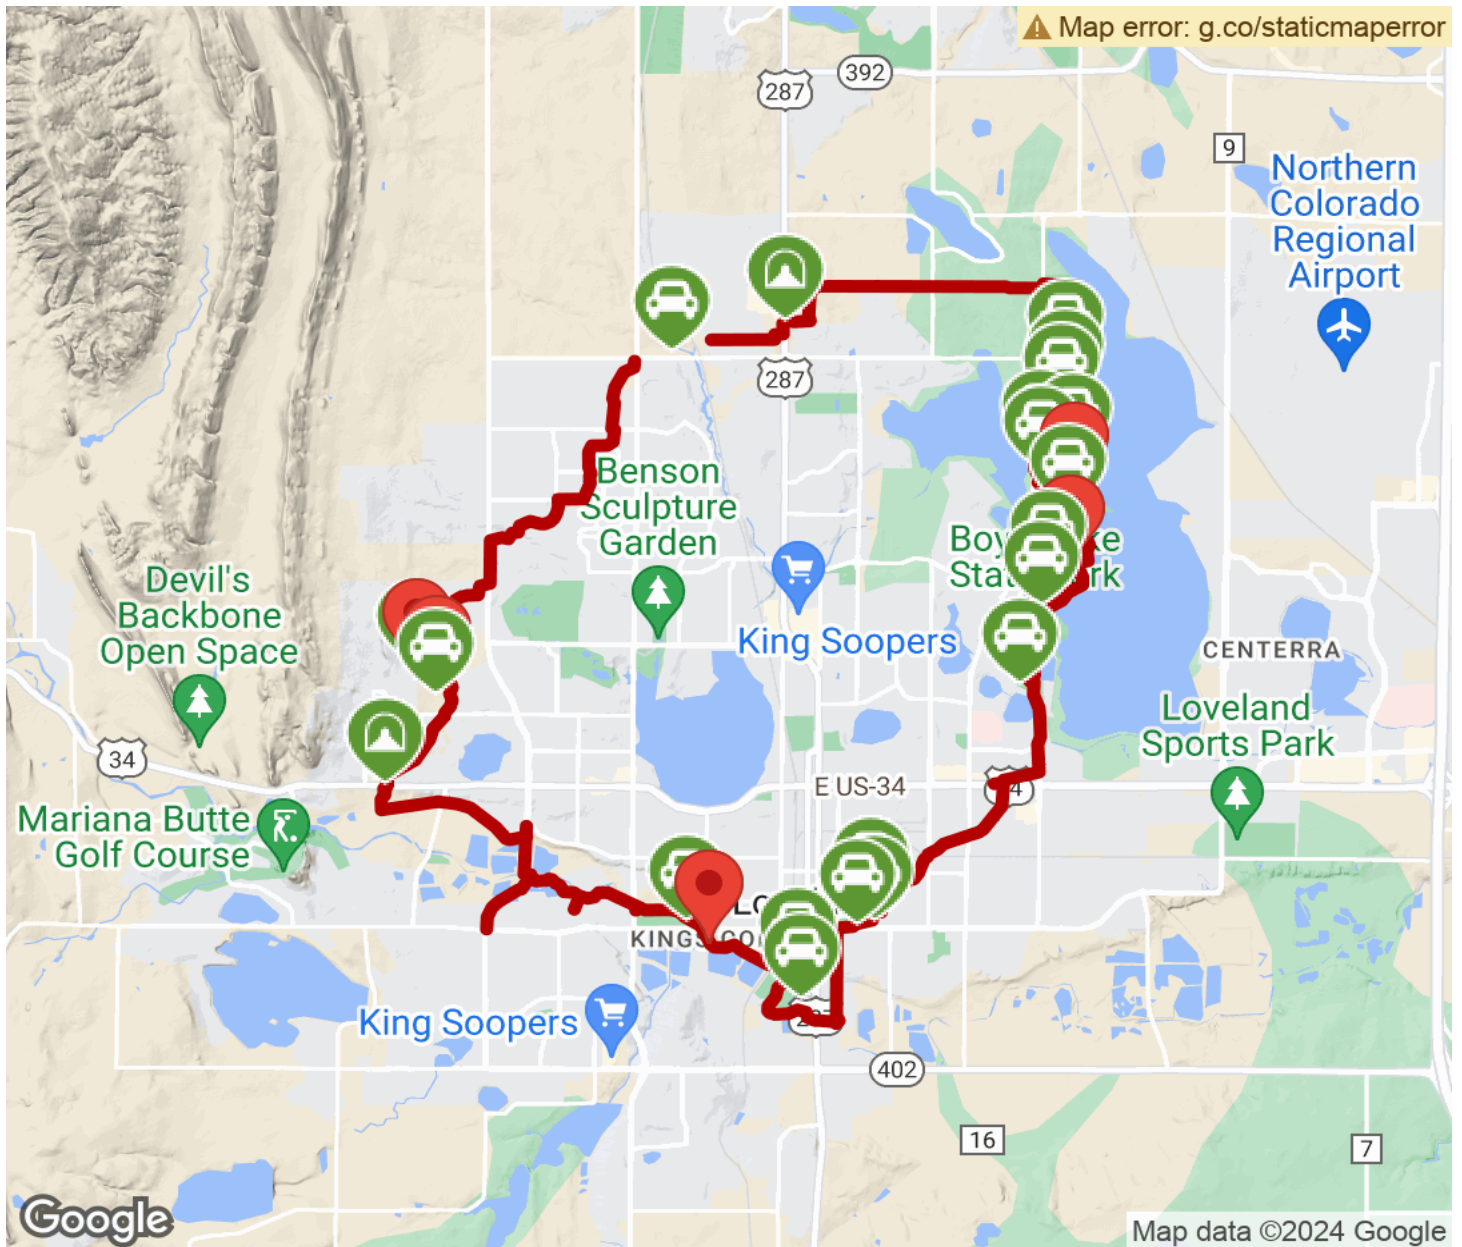 Map error: g.co/staticmaperror
392
287
9
Northern
Colorado
Regional
Airport
287
Benson
Sculpture
Garden
Devil's
Backbone
Open Space
King Soopers
CENTERRA
Loveland
Sports Park
34
E US-34
Mariana Butte
Golf Course
King Soopers
402
16
7
Google
Map data ©2024 Google